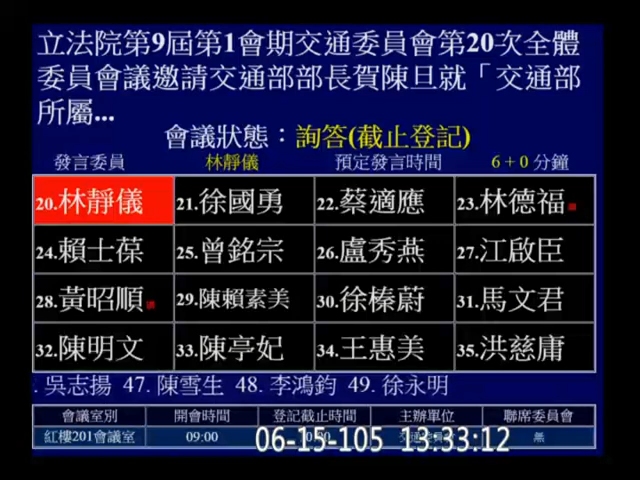 立法院第9屆第1會期交通委員會第20次全體
委員會議邀請交通部部長賀陳旦就「交通部
所屬...
會議狀態：詢答(截止登記)
發言委員 林靜儀 預定發言時間 6+0 分鐘
20.林靜儀 21.徐國勇 22.蔡適應 23.林德福
24.賴士葆 25.曾銘宗 26.盧秀燕 27.江啟臣
28.黃昭順 29.陳賴素美 30.徐榛蔚 31.馬文君
32.陳明文 33.陳亭妃 34.王惠美 35.洪慈庸
. 吳志揚 47. 陳雪生 48. 李鴻鈞 49. 徐永明
會議室別 開會時間 登記截止時間 主辦單位 聯席委員會
紅樓201會議室 09:00 無
06-15-105 13:33:12